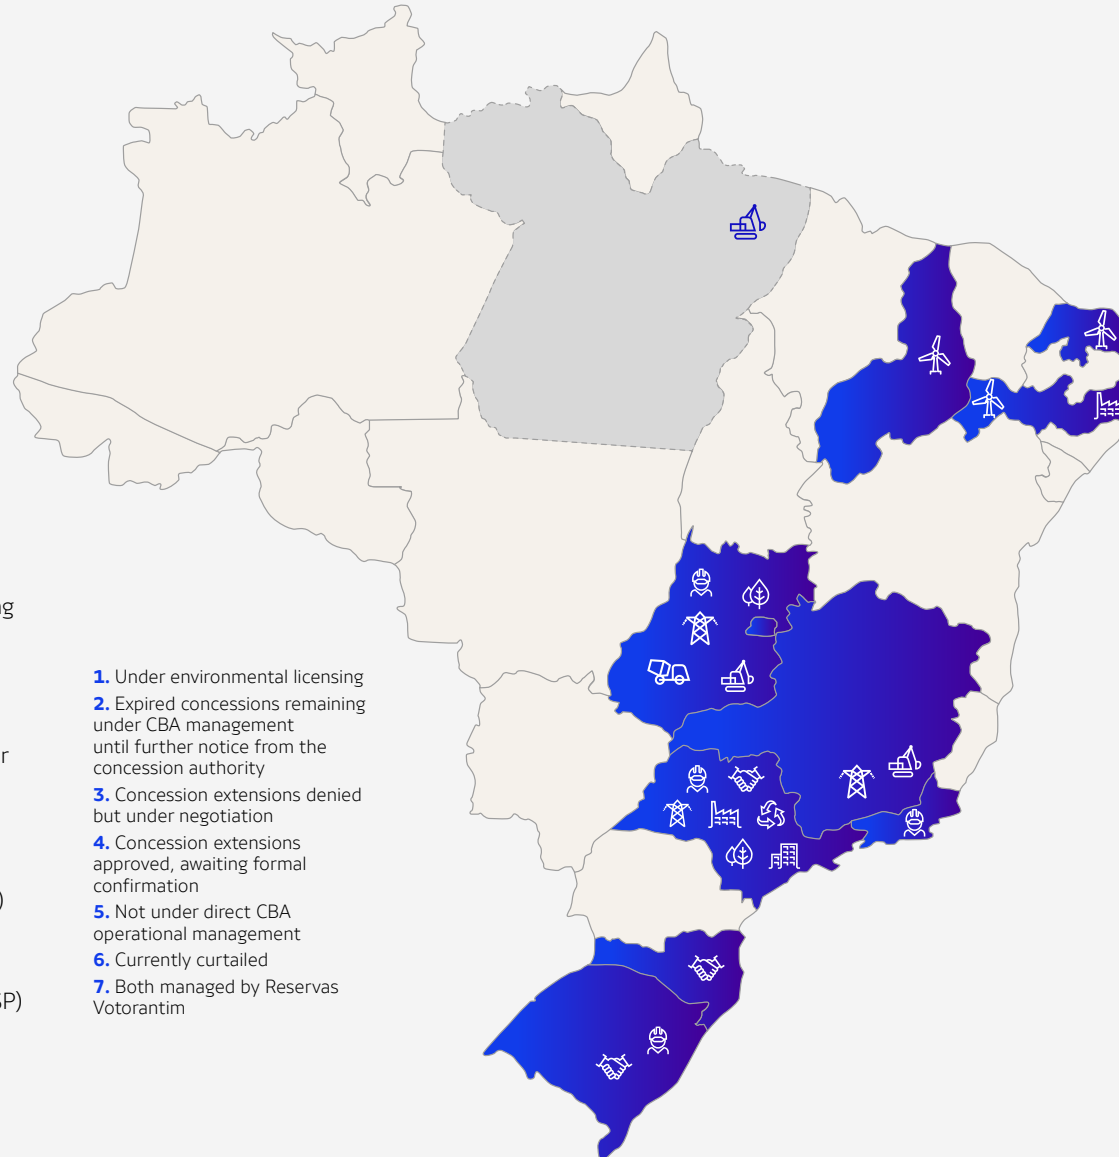 g
r
)
SP)
1. Under environmental licensing
2. Expired concessions remaining
under CBA management
until further notice from the
concession authority
3. Concession extensions denied
but under negotiation
4. Concession extensions
approved, awaiting formal
confirmation
5. Not under direct CBA
operational management
6. Currently curtailed
7. Both managed by Reservas
Votorantim